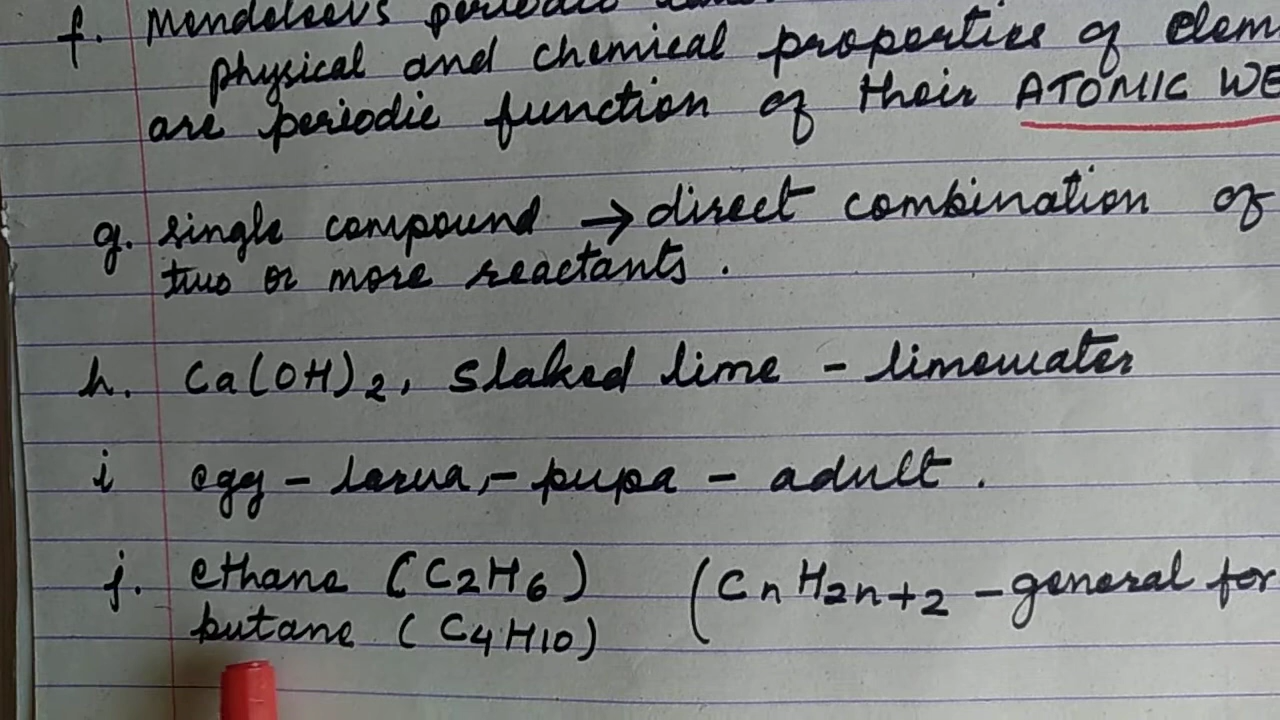 f. Mendeleev's periodic
physical and chemical properties of elem
are periodic function of their ATOMIC WE
g. single compound → direct combination of
two or more reactants.
h. Ca(OH)2, slaked lime - limewater
i egg - larva, - pupa - adult.
j. ethane (C2H6) (CnH2n+2 - general for
butane (C4H10)